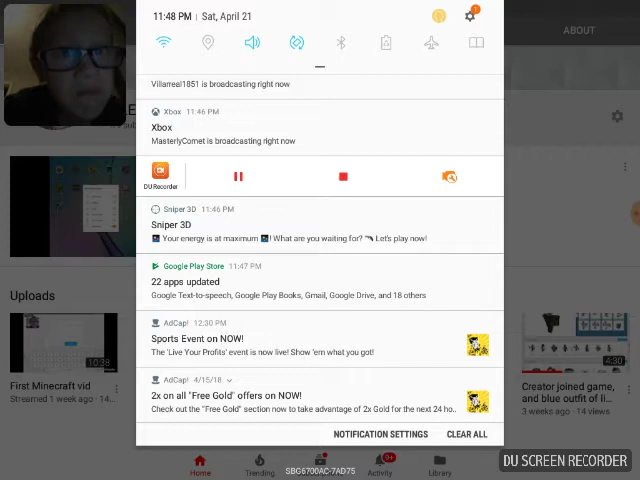 11:48 PM | Sat, April 21
1
ABOUT
Villarreal1851 is broadcasting right now
Xbox 11:46 PM
Xbox
MasterlyComet is broadcasting right now
DU Recorder
Sniper 3D 11:46 PM
Sniper 3D
Your energy is at maximum ! What are you waiting for? Let's play now!
Google Play Store 11:47 PM
22 apps updated
Google Text-to-speech, Google Play Books, Gmail, Google Drive, and 18 others
AdCap! 12:30 PM
Sports Event on NOW!
The 'Live Your Profits' event is now live! Show 'em what you got!
AdCap! 4/15/18
2x on all "Free Gold" offers on NOW!
Check out the "Free Gold" section now to take advantage of 2x Gold for the next 24 ho..
NOTIFICATION SETTINGS CLEAR ALL
Uploads
10:38
First Minecraft vid
Streamed 1 week ago · 14...
4:30
Creator joined game,
and blue outfit of li...
3 weeks ago · 14 views
Home Trending Activity Library
9+
SBG6700AC-7AD75
DU SCREEN RECORDER